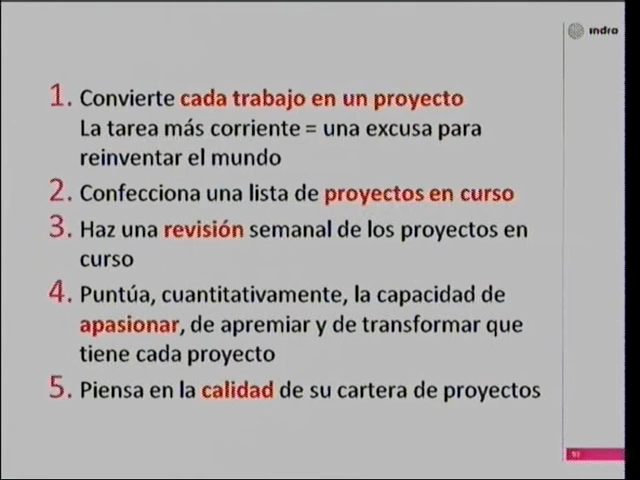 indra
1. Convierte cada trabajo en un proyecto
La tarea más corriente = una excusa para
reinventar el mundo
2. Confecciona una lista de proyectos en curso
3. Haz una revisión semanal de los proyectos en
curso
4. Puntúa, cuantitativamente, la capacidad de
apasionar, de apremiar y de transformar que
tiene cada proyecto
5. Piensa en la calidad de su cartera de proyectos